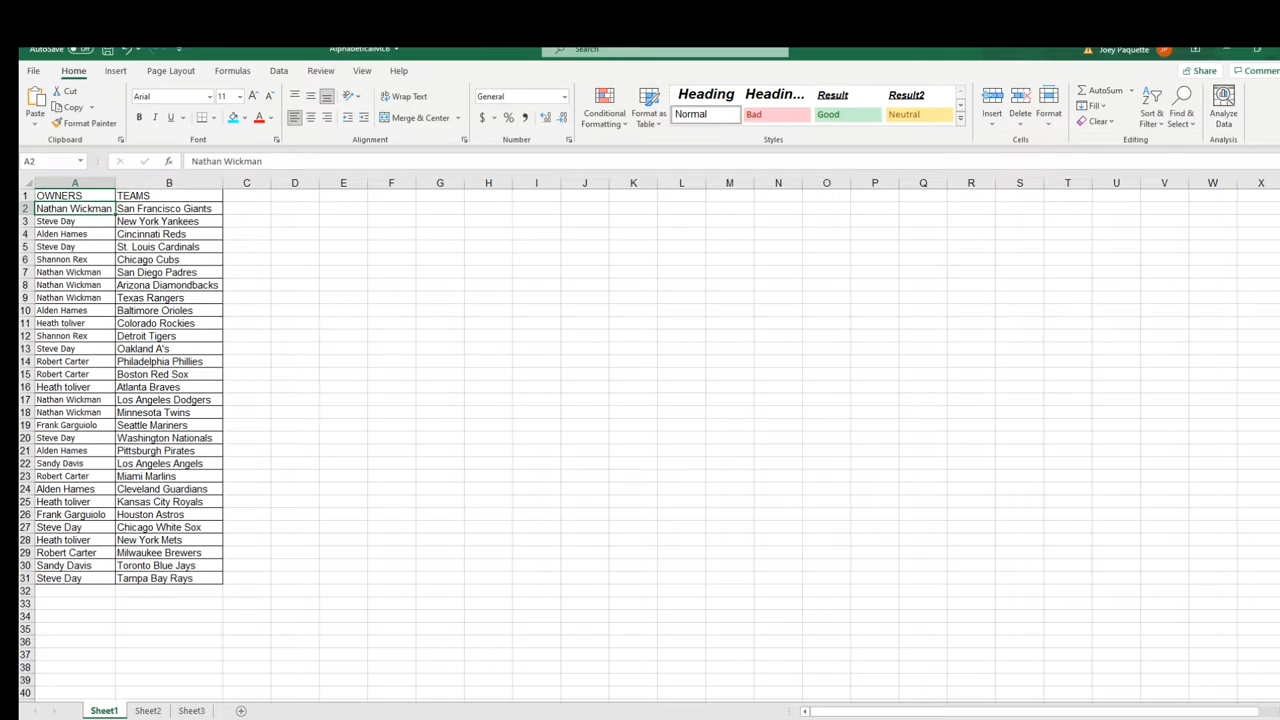 AutoSave Off AlphabeticalMLB Search Joey Paquette JP
File Home Insert Page Layout Formulas Data Review View Help Share Commen
Paste Cut Copy Format Painter Clipboard
Arial 11 A A B I U A Font
Wrap Text Merge & Center Alignment
General $ % Number
Conditional Formatting Format as Table
Heading Headin... Result Result2
Normal Bad Good Neutral
Styles
Insert Delete Format Cells
AutoSum Fill Clear Sort & Filter Find & Select Editing
Analyze Data Analysis
A2 fx Nathan Wickman
A B C D E F G H I J K L M N O P Q R S T U V W X
1 OWNERS TEAMS
2 Nathan Wickman San Francisco Giants
3 Steve Day New York Yankees
4 Alden Hames Cincinnati Reds
5 Steve Day St. Louis Cardinals
6 Shannon Rex Chicago Cubs
7 Nathan Wickman San Diego Padres
8 Nathan Wickman Arizona Diamondbacks
9 Nathan Wickman Texas Rangers
10 Alden Hames Baltimore Orioles
11 Heath toliver Colorado Rockies
12 Shannon Rex Detroit Tigers
13 Steve Day Oakland A's
14 Robert Carter Philadelphia Phillies
15 Robert Carter Boston Red Sox
16 Heath toliver Atlanta Braves
17 Nathan Wickman Los Angeles Dodgers
18 Nathan Wickman Minnesota Twins
19 Frank Garguiolo Seattle Mariners
20 Steve Day Washington Nationals
21 Alden Hames Pittsburgh Pirates
22 Sandy Davis Los Angeles Angels
23 Robert Carter Miami Marlins
24 Alden Hames Cleveland Guardians
25 Heath toliver Kansas City Royals
26 Frank Garguiolo Houston Astros
27 Steve Day Chicago White Sox
28 Heath toliver New York Mets
29 Robert Carter Milwaukee Brewers
30 Sandy Davis Toronto Blue Jays
31 Steve Day Tampa Bay Rays
32
33
34
35
36
37
38
39
40
Sheet1 Sheet2 Sheet3